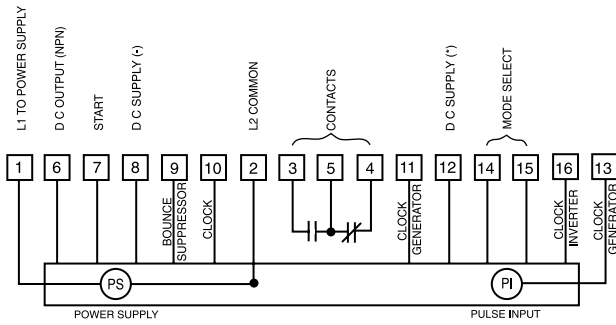 L1 TO POWER SUPPLY
D C OUTPUT (NPN)
START
D C SUPPLY (-)
L2 COMMON
CONTACTS
D C SUPPLY (*)
MODE SELECT
1
6
7
8
9
10
2
3
5
4
11
12
14
15
16
13
BOUNCE
SUPPRESSOR
CLOCK
CLOCK
GENERATOR
CLOCK
INVERTER
CLOCK
GENERATOR
PS
PI
POWER SUPPLY
PULSE INPUT